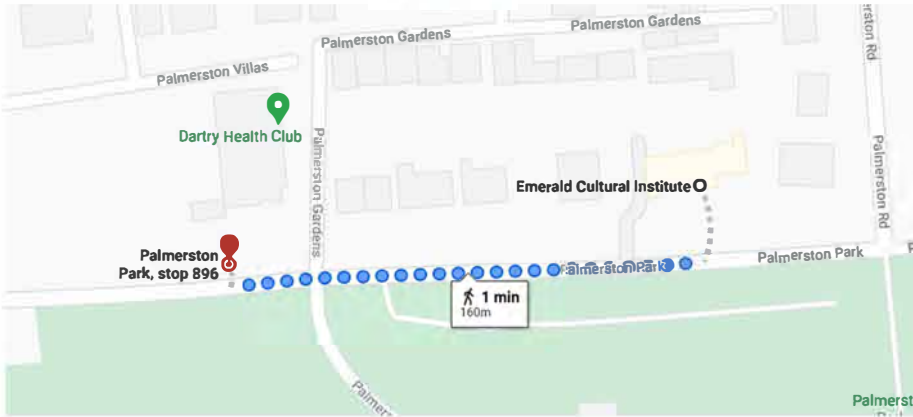 Palmerston Gardens
Palmerston Gardens
Palmerston Rd
Palmerston Villas
Dartry Health Club
Palmerston Gardens
Palmerston Rd
Emerald Cultural Institute
Palmerston
Park, stop 896
Palmerston Park
Palmerston Park
1 min
160m